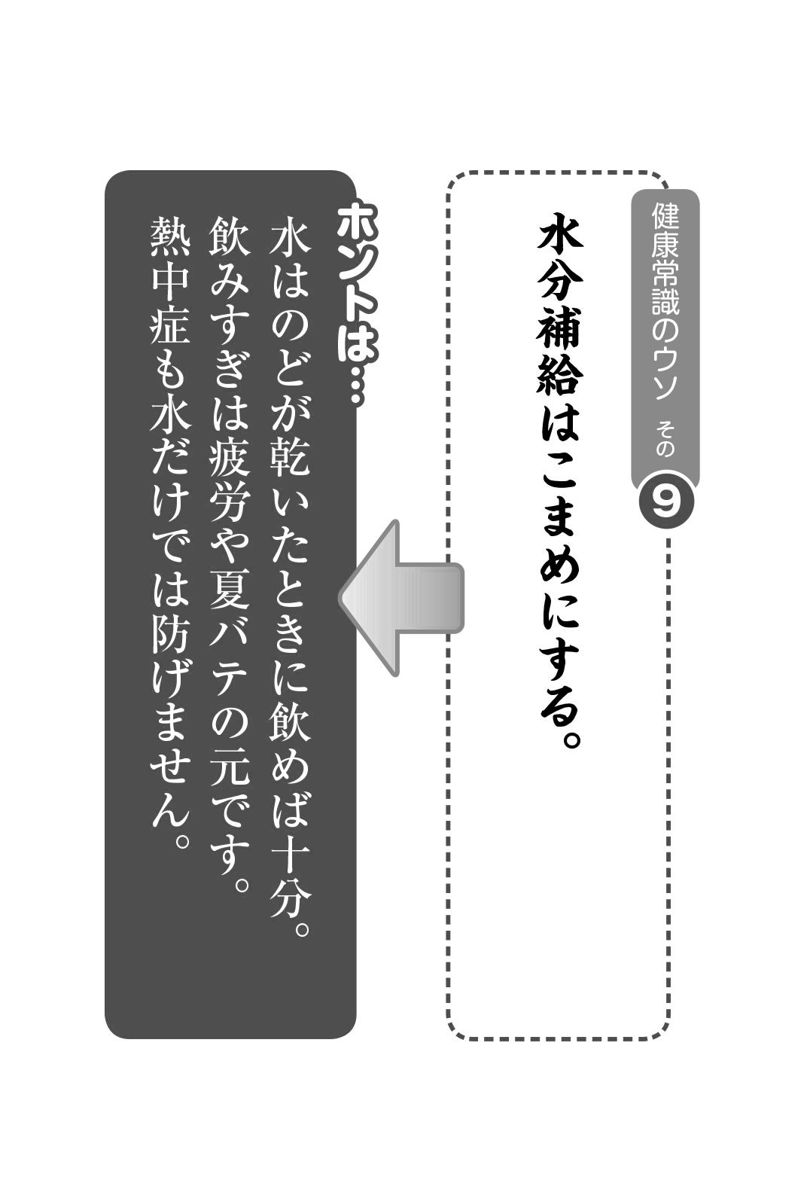 健康常識のウソ その9
水分補給はこまめにする。
ホントは…
水はのどが乾いたときに飲めば十分。
飲みすぎは疲労や夏バテの元です。
熱中症も水だけでは防げません。